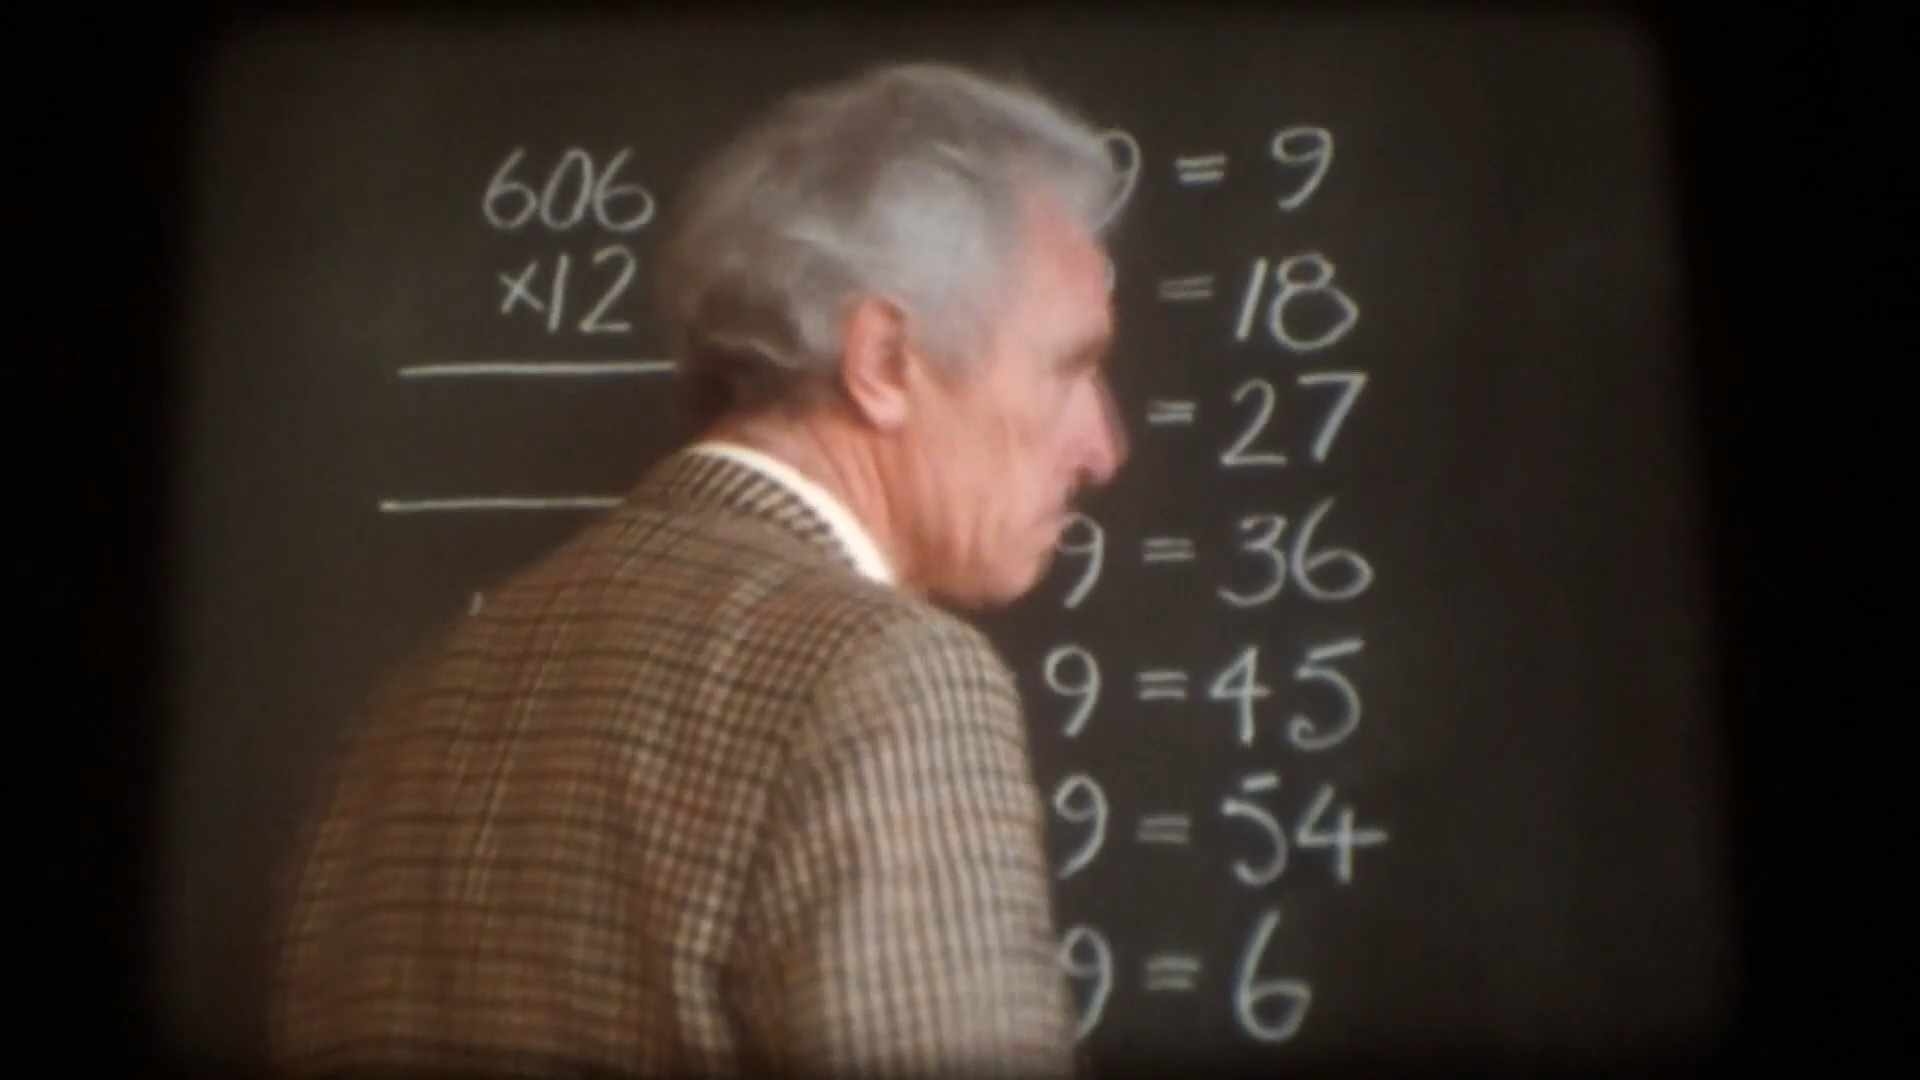 606
×12
9 = 9
= 18
= 27
9 = 36
9 = 45
9 = 54
9 = 6